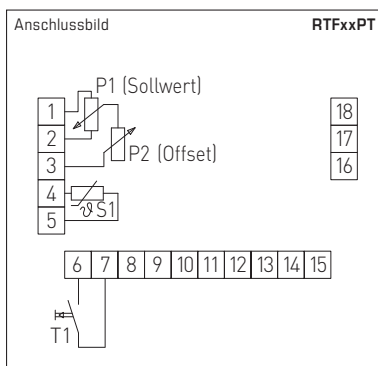 Anschlussbild RTFxxPT
P1 (Sollwert)
1
2
3
4
5
P2 (Offset)
ϑ S1
18
17
16
6 7 8 9 10 11 12 13 14 15
T1